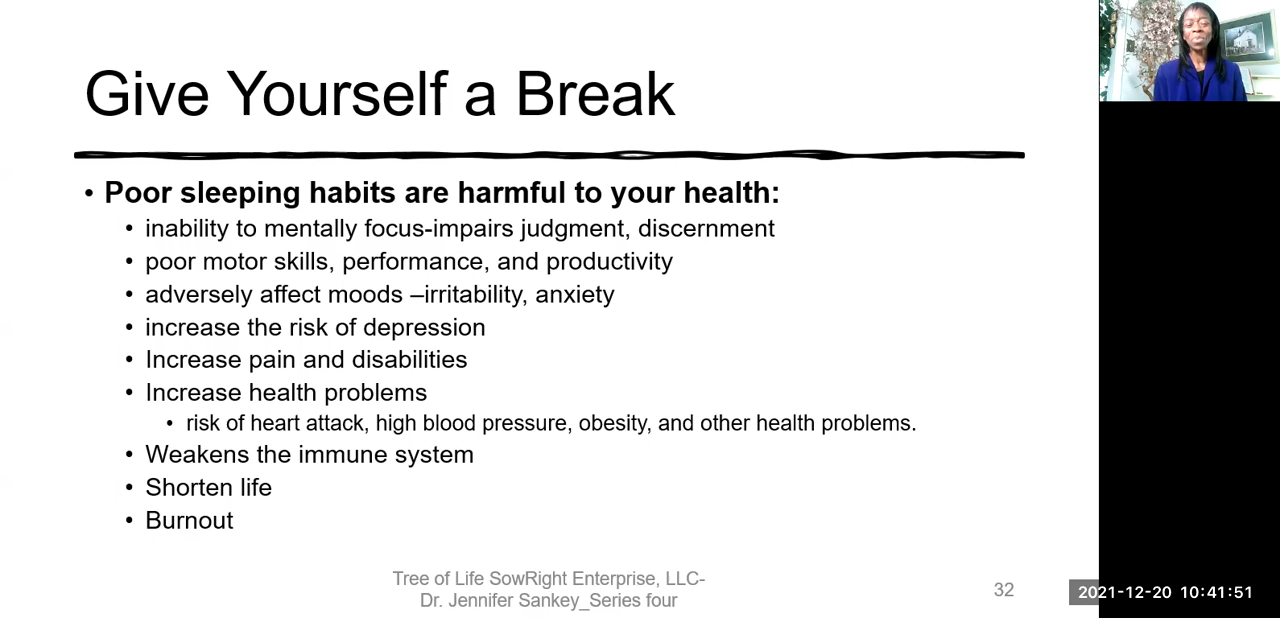 Give Yourself a Break
• Poor sleeping habits are harmful to your health:
• inability to mentally focus-impairs judgment, discernment
• poor motor skills, performance, and productivity
• adversely affect moods –irritability, anxiety
• increase the risk of depression
• Increase pain and disabilities
• Increase health problems
• risk of heart attack, high blood pressure, obesity, and other health problems.
• Weakens the immune system
• Shorten life
• Burnout
Tree of Life SowRight Enterprise, LLC-
Dr. Jennifer Sankey_Series four
32
2021-12-20 10:41:51